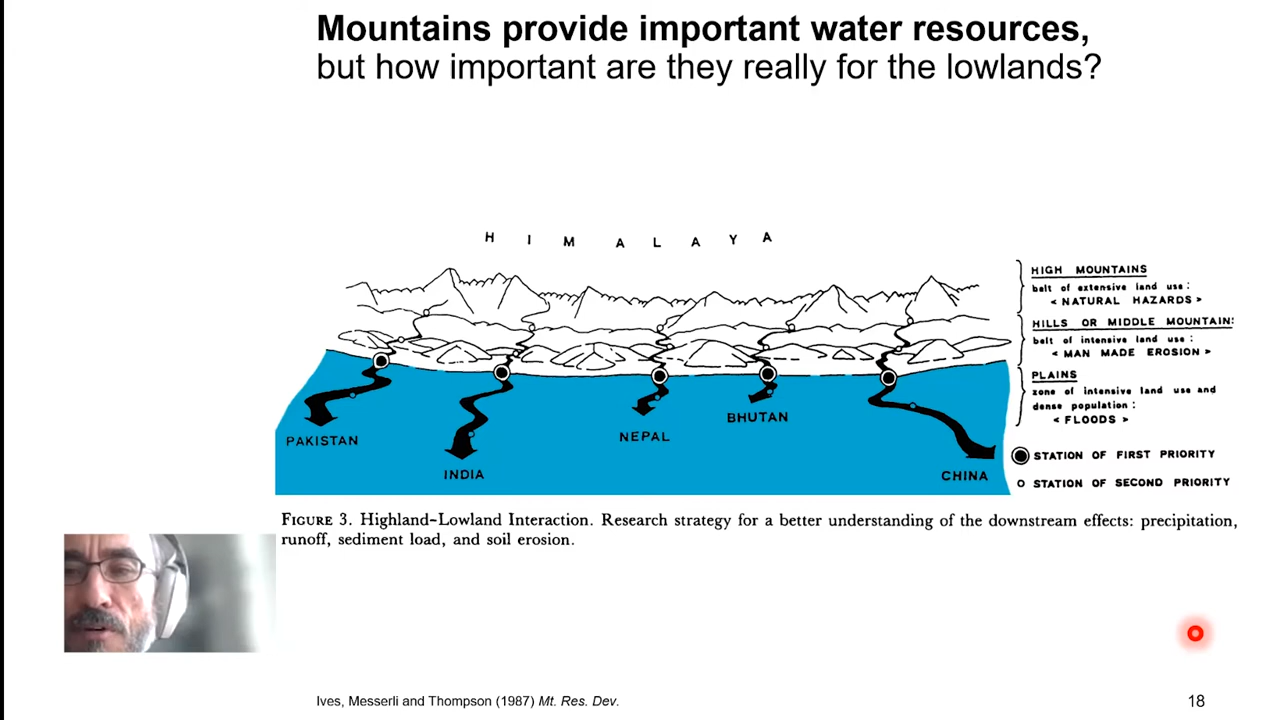 Mountains provide important water resources,
but how important are they really for the lowlands?
H I M A L A Y A
HIGH MOUNTAINS
belt of extensive land use:
< NATURAL HAZARDS >
HILLS OR MIDDLE MOUNTAIN:
belt of intensive land use:
< MAN MADE EROSION >
PLAINS
zone of intensive land use and
dense population:
< FLOODS >
PAKISTAN
INDIA
NEPAL
BHUTAN
CHINA
STATION OF FIRST PRIORITY
STATION OF SECOND PRIORITY
FIGURE 3. Highland–Lowland Interaction. Research strategy for a better understanding of the downstream effects: precipitation,
runoff, sediment load, and soil erosion.
Ives, Messerli and Thompson (1987) Mt. Res. Dev.
18